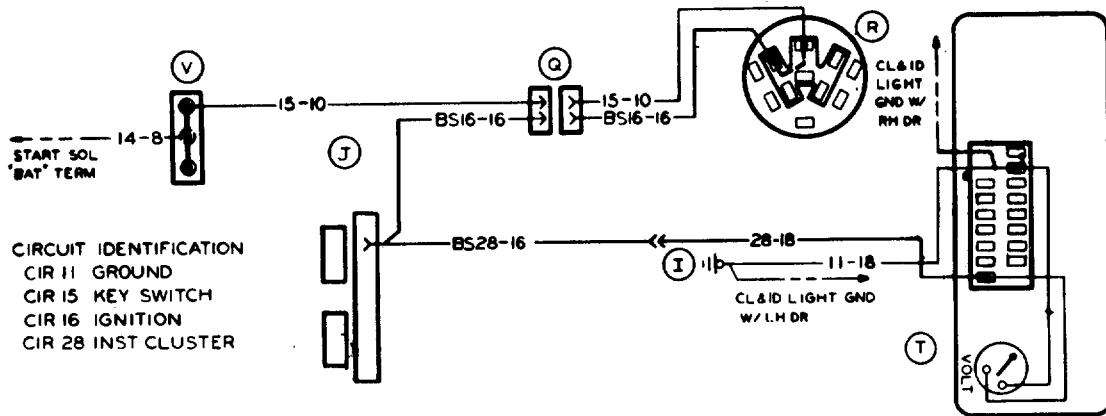 R
V
Q
CL&ID
LIGHT
GND W/
RH DR
15-10
15-10
BS16-16
BS16-16
14-8
START SOL
"BAT" TERM
J
CIRCUIT IDENTIFICATION
CIR 11 GROUND
CIR 15 KEY SWITCH
CIR 16 IGNITION
CIR 28 INST CLUSTER
BS28-16
28-18
I
11-18
CL&ID LIGHT GND
W/LH DR
T
VOLT